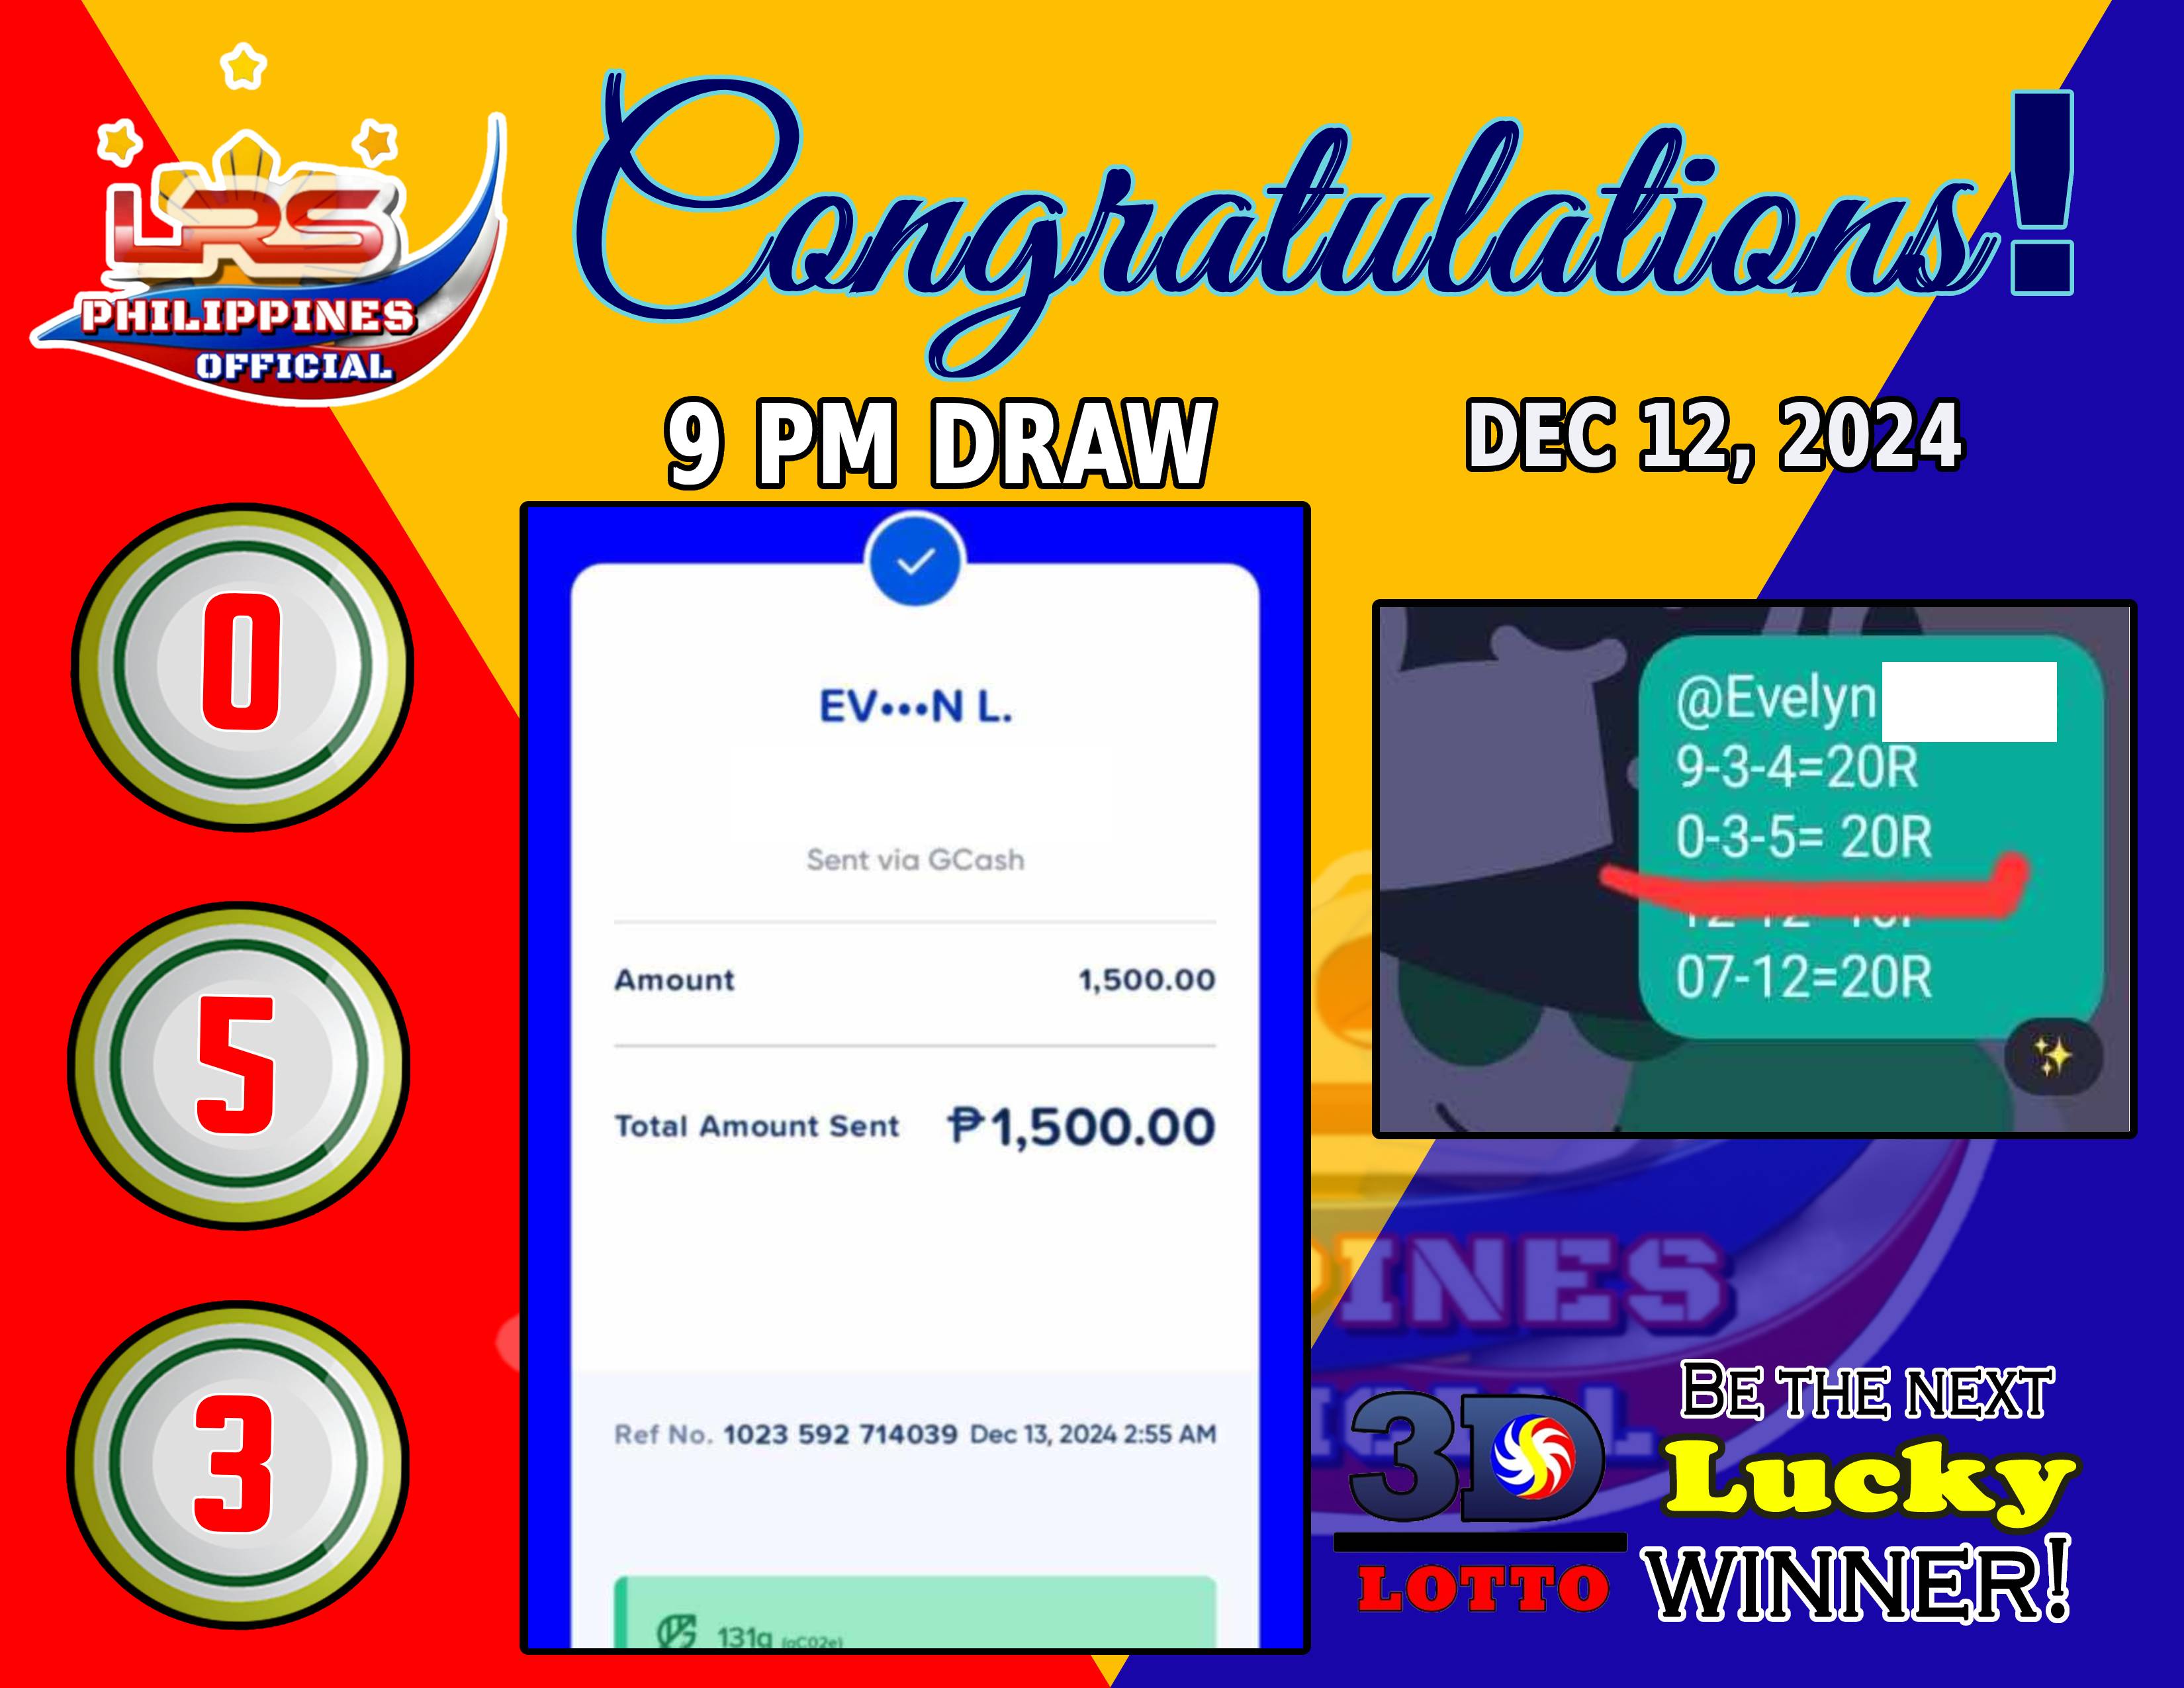 LRS
PHILIPPINES
OFFICIAL
Congratulations!
9 PM DRAW
DEC 12, 2024
0
5
3
EV•••N L.
Sent via GCash
Amount 1,500.00
Total Amount Sent ₱1,500.00
Ref No. 1023 592 714039 Dec 13, 2024 2:55 AM
131g (gCO2e)
@Evelyn
9-3-4=20R
0-3-5= 20R
07-12=20R
PINES
3D
LOTTO
BE THE NEXT
Lucky
WINNER!